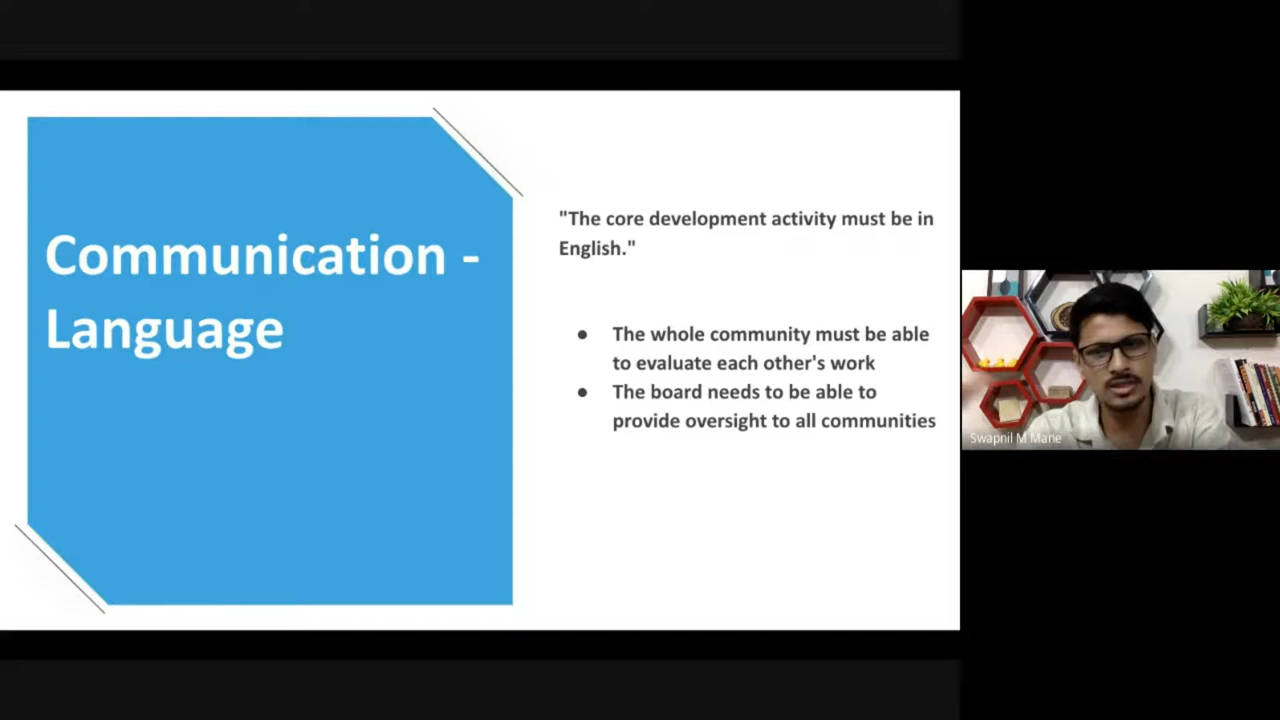 Communication -
Language
"The core development activity must be in
English."
● The whole community must be able
to evaluate each other's work
● The board needs to be able to
provide oversight to all communities
Swapnil M Mane